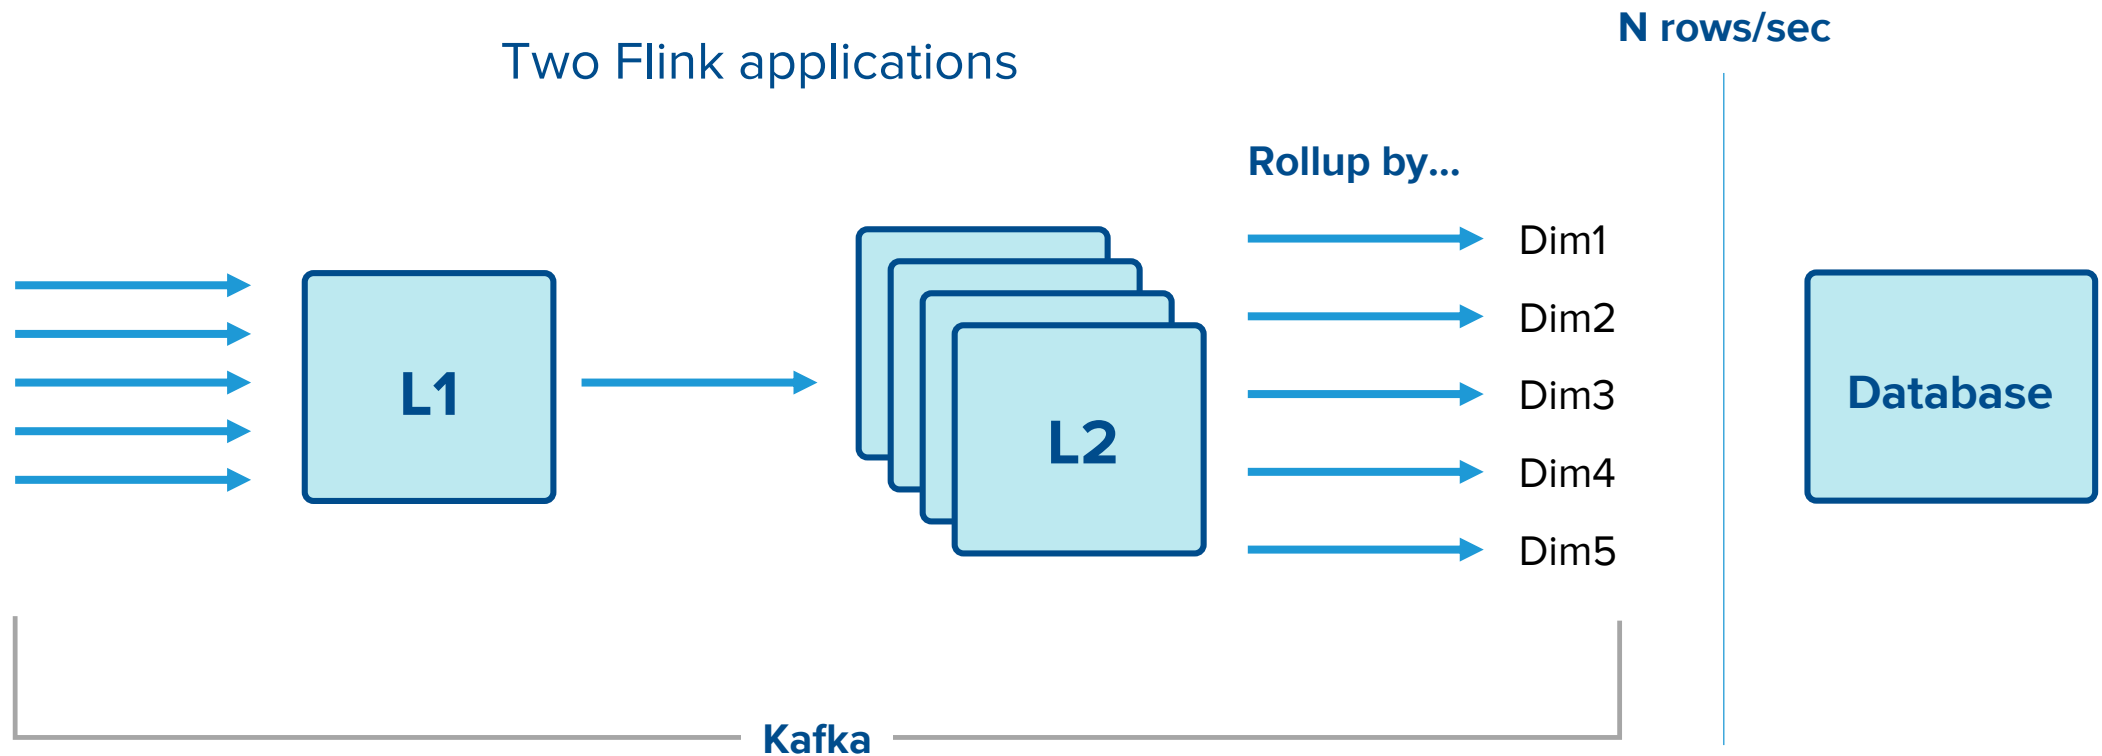 N rows/sec
Two Flink applications
Rollup by...
Dim1
Dim2
Dim3
Dim4
Dim5
L1
L2
Database
Kafka